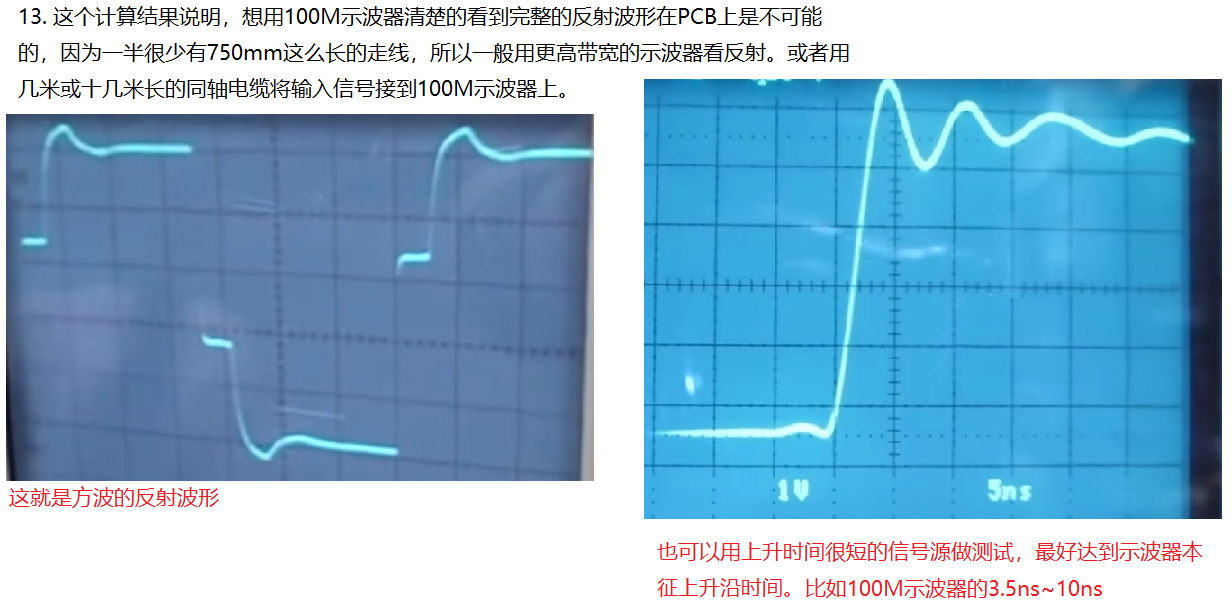 13. 这个计算结果说明，想用100M示波器清楚的看到完整的反射波形在PCB上是不可能
的，因为一半很少有750mm这么长的走线，所以一般用更高带宽的示波器看反射。或者用
几米或十几米长的同轴电缆将输入信号接到100M示波器上。
这就是方波的反射波形
1V 5ns
也可以用上升时间很短的信号源做测试，最好达到示波器本
征上升沿时间。比如100M示波器的3.5ns~10ns